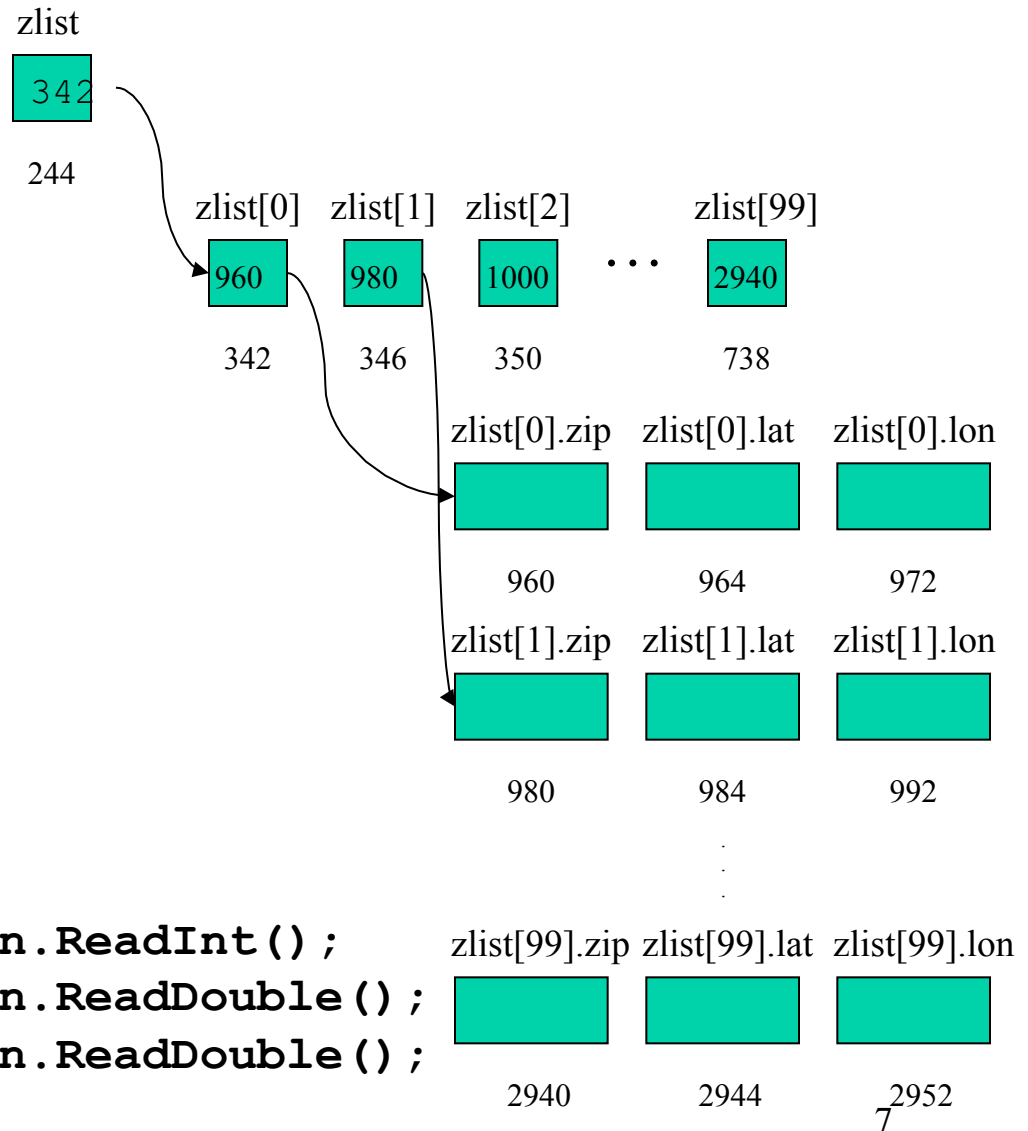 zlist
342
244
zlist[0] zlist[1] zlist[2] zlist[99]
960 980 1000 ... 2940
342 346 350 738
zlist[0].zip zlist[0].lat zlist[0].lon
960 964 972
zlist[1].zip zlist[1].lat zlist[1].lon
980 984 992
.
.
.
n.ReadInt(); zlist[99].zip zlist[99].lat zlist[99].lon
n.ReadDouble();
n.ReadDouble();
2940 2944 2952
7